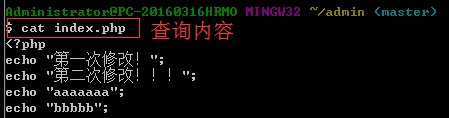 Administrator@PC-20160316HRMO MINGW32 ~/admin (master)
$ cat index.php 查询内容
<?php
echo "第一次修改！";
echo "第二次修改！！！";
echo "aaaaaaa";
echo "bbbbb";